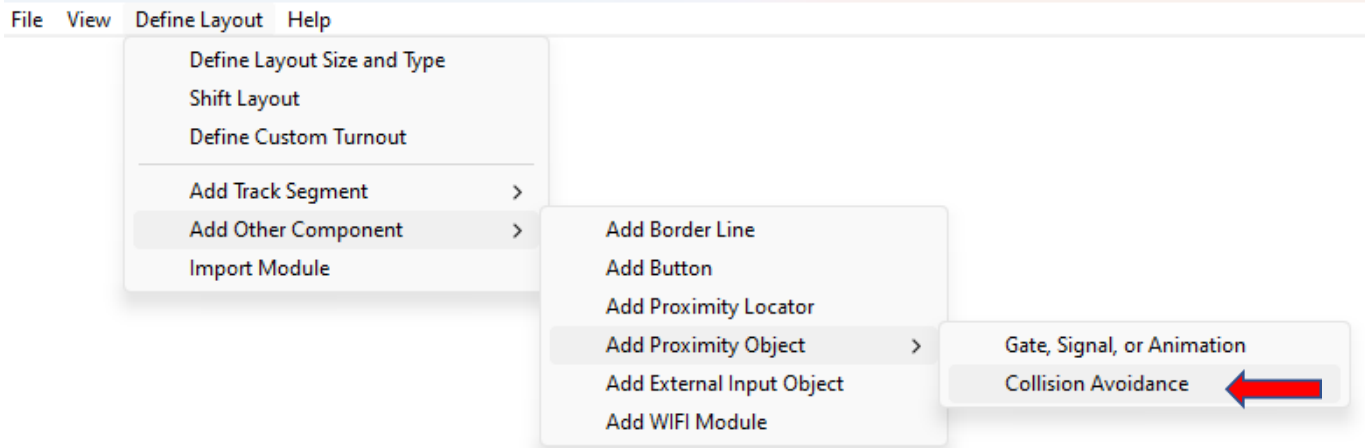 File View Define Layout Help
Define Layout Size and Type
Shift Layout
Define Custom Turnout
Add Track Segment
Add Other Component
Import Module
Add Border Line
Add Button
Add Proximity Locator
Add Proximity Object
Add External Input Object
Add WIFI Module
Gate, Signal, or Animation
Collision Avoidance